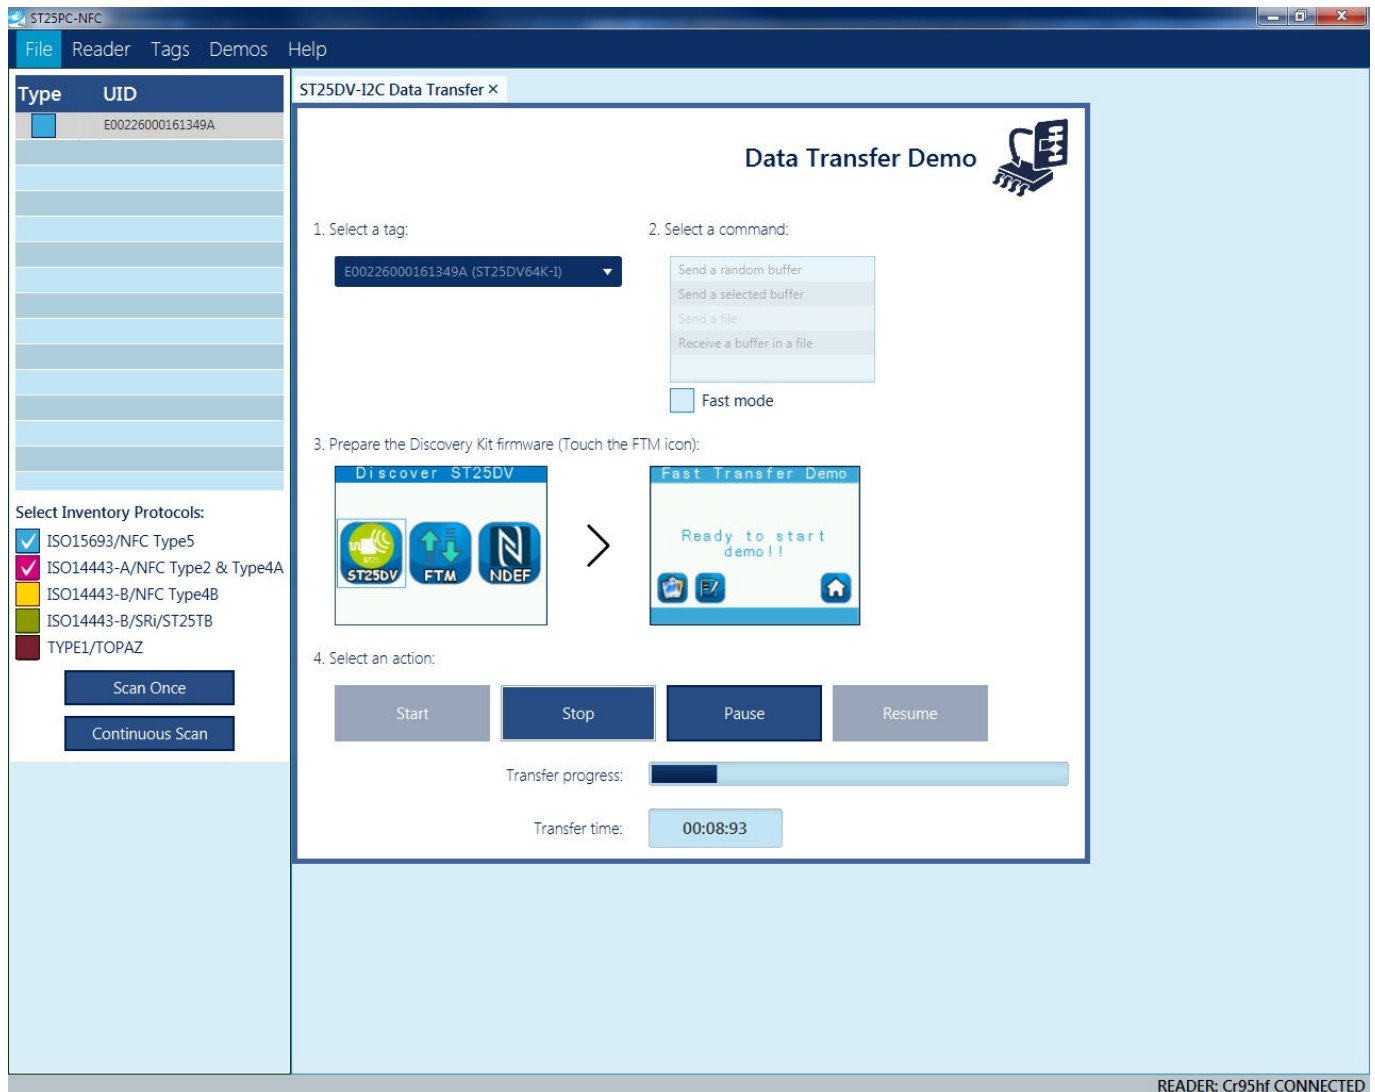 ST25PC-NFC
File Reader Tags Demos Help
Type UID
E00226000161349A
Select Inventory Protocols:
ISO15693/NFC Type5
ISO14443-A/NFC Type2 & Type4A
ISO14443-B/NFC Type4B
ISO14443-B/SRi/ST25TB
TYPE1/TOPAZ
Scan Once
Continuous Scan
ST25DV-I2C Data Transfer ×
Data Transfer Demo
1. Select a tag:
E00226000161349A (ST25DV64K-I)
2. Select a command:
Send a random buffer
Send a selected buffer
Send a file
Receive a buffer in a file
Fast mode
3. Prepare the Discovery Kit firmware (Touch the FTM icon):
Discover ST25DV
ST25DV FTM NDEF
Fast Transfer Demo
Ready to start
demo!!
4. Select an action:
Start Stop Pause Resume
Transfer progress:
Transfer time: 00:08:93
READER: Cr95hf CONNECTED